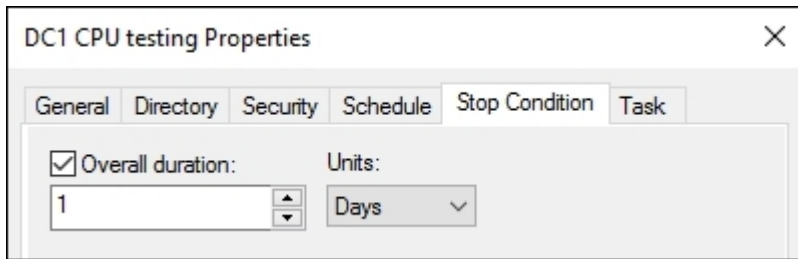 DC1 CPU testing Properties
General Directory Security Schedule Stop Condition Task
Overall duration: Units:
1 Days